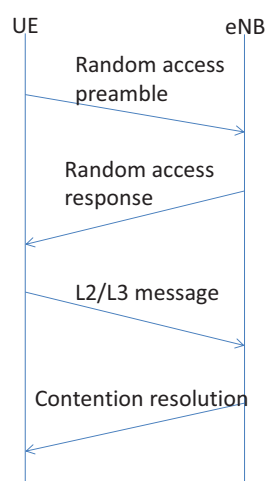 UE
eNB
Random access
preamble
Random access
response
L2/L3 message
Contention resolution